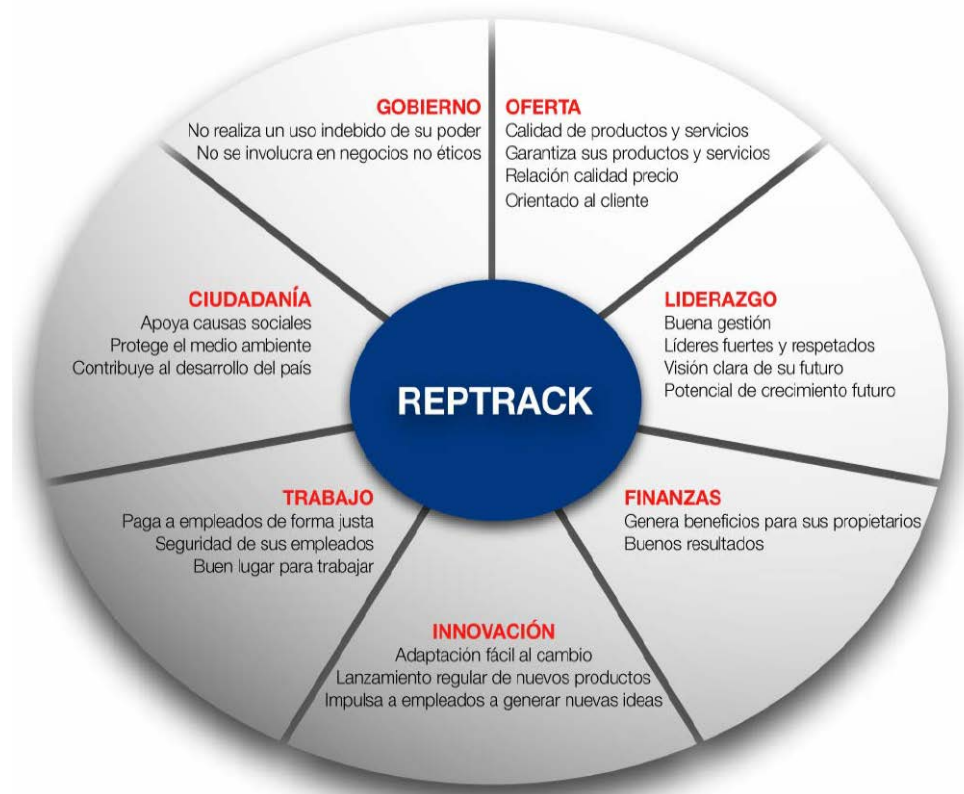 GOBIERNO
No realiza un uso indebido de su poder
No se involucra en negocios no éticos
OFERTA
Calidad de productos y servicios
Garantiza sus productos y servicios
Relación calidad precio
Orientado al cliente
CIUDADANÍA
Apoya causas sociales
Protege el medio ambiente
Contribuye al desarrollo del país
LIDERAZGO
Buena gestión
Líderes fuertes y respetados
Visión clara de su futuro
Potencial de crecimiento futuro
REPTRACK
TRABAJO
Paga a empleados de forma justa
Seguridad de sus empleados
Buen lugar para trabajar
FINANZAS
Genera beneficios para sus propietarios
Buenos resultados
INNOVACIÓN
Adaptación fácil al cambio
Lanzamiento regular de nuevos productos
Impulsa a empleados a generar nuevas ideas